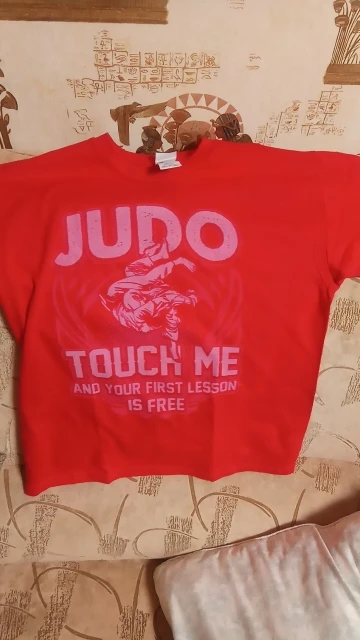 JUDO
TOUCH ME
AND YOUR FIRST LESSON
IS FREE